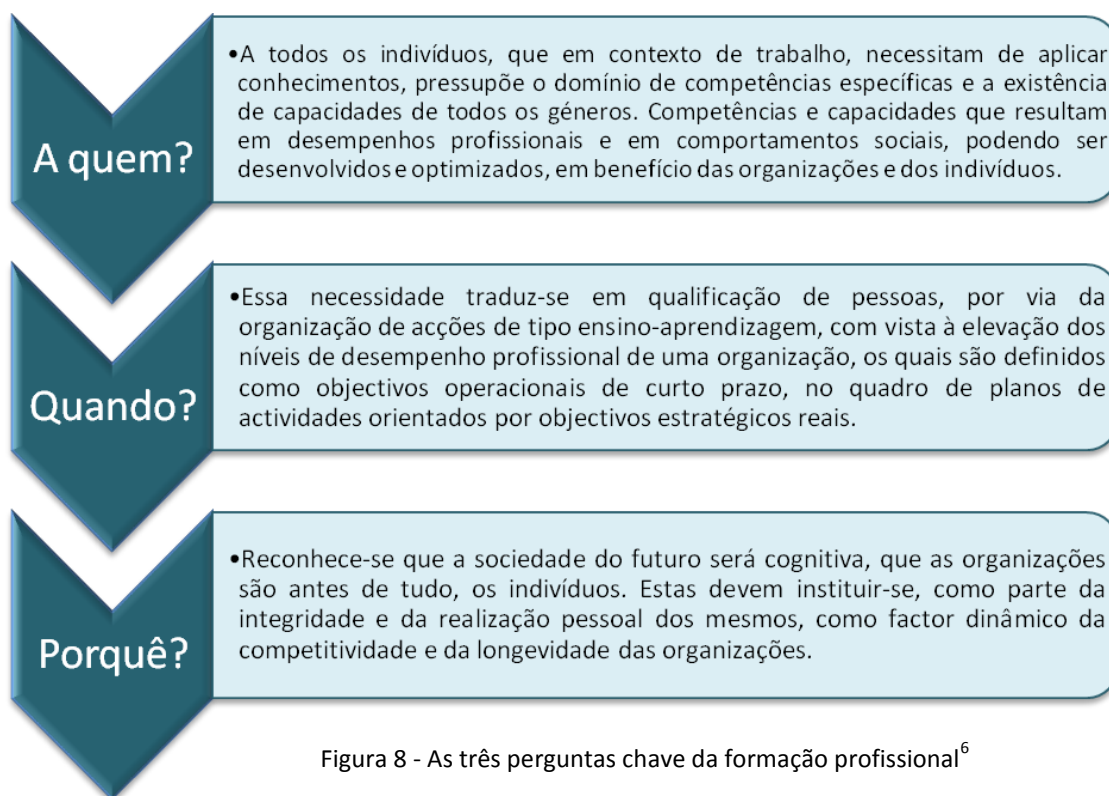 A quem?
•A todos os indivíduos, que em contexto de trabalho, necessitam de aplicar
conhecimentos, pressupõe o domínio de competências específicas e a existência
de capacidades de todos os géneros. Competências e capacidades que resultam
em desempenhos profissionais e em comportamentos sociais, podendo ser
desenvolvidos e optimizados, em benefício das organizações e dos indivíduos.
Quando?
•Essa necessidade traduz-se em qualificação de pessoas, por via da
organização de acções de tipo ensino-aprendizagem, com vista à elevação dos
níveis de desempenho profissional de uma organização, os quais são definidos
como objectivos operacionais de curto prazo, no quadro de planos de
actividades orientados por objectivos estratégicos reais.
Porquê?
•Reconhece-se que a sociedade do futuro será cognitiva, que as organizações
são antes de tudo, os indivíduos. Estas devem instituir-se, como parte da
integridade e da realização pessoal dos mesmos, como factor dinâmico da
competitividade e da longevidade das organizações.
Figura 8 - As três perguntas chave da formação profissional⁶